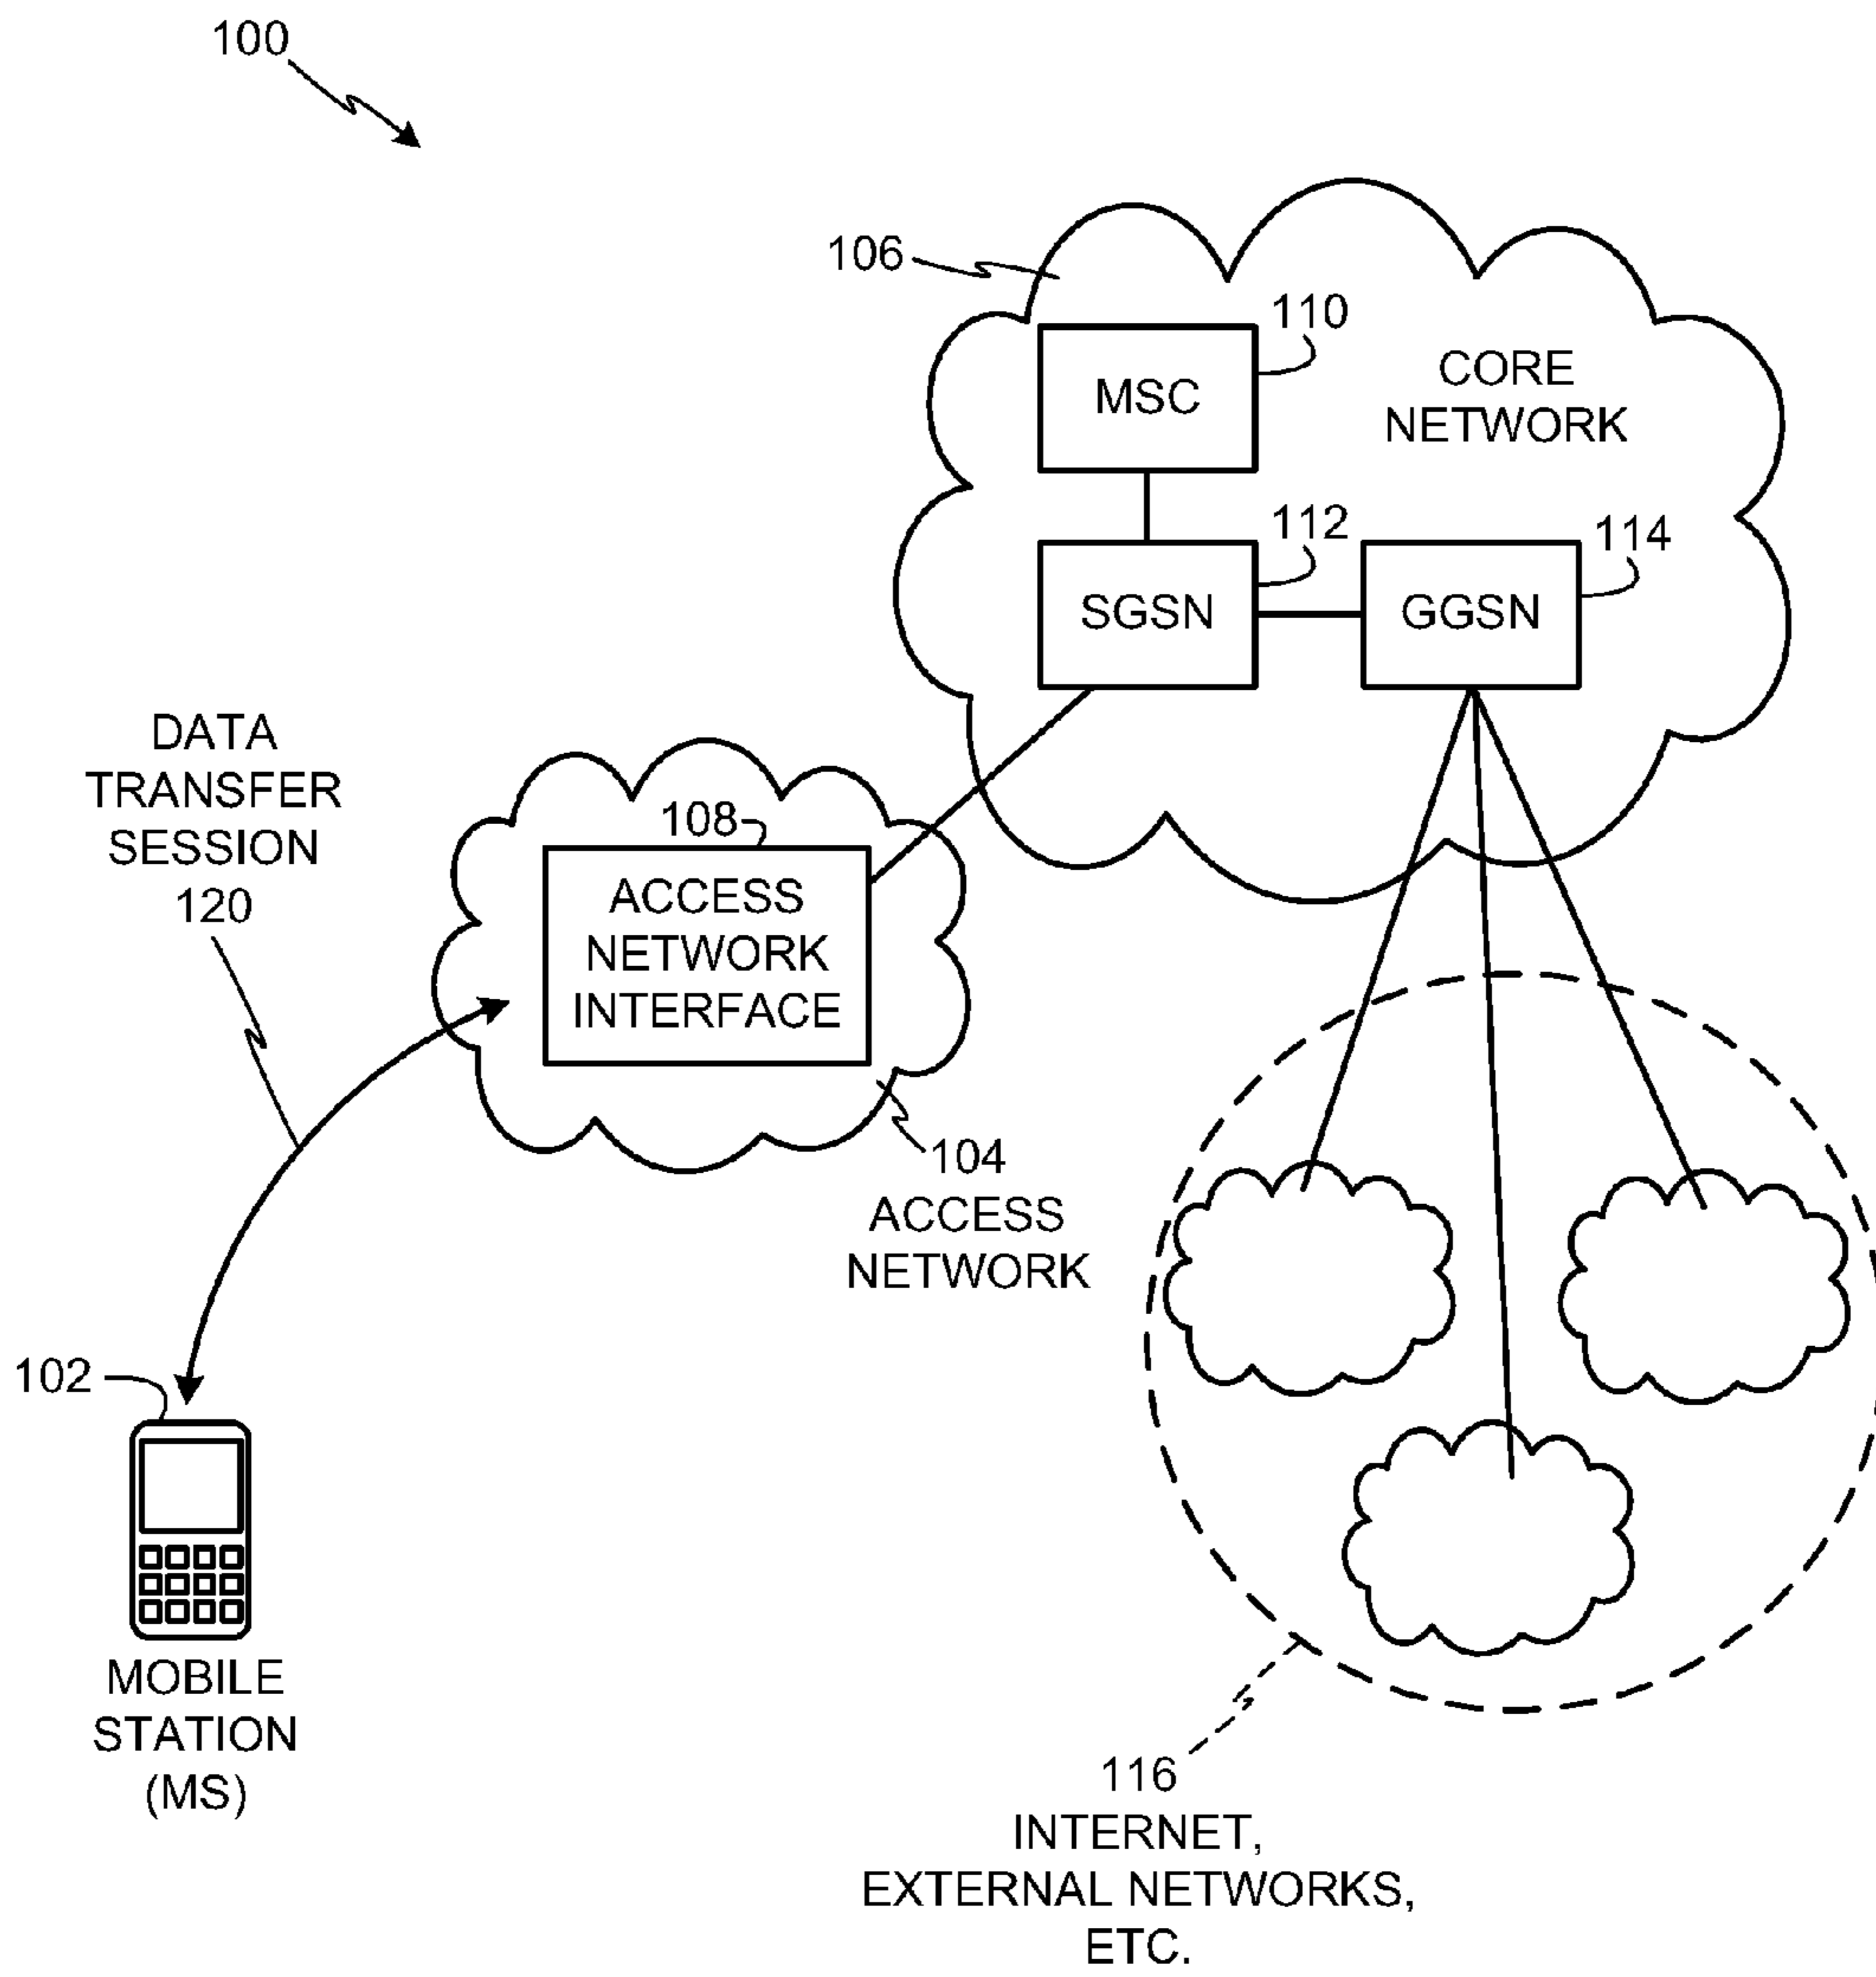 100
106
110
MSC
CORE
NETWORK
112
114
SGSN
GGSN
DATA
TRANSFER
SESSION
120
108
ACCESS
NETWORK
INTERFACE
104
ACCESS
NETWORK
102
MOBILE
STATION
(MS)
116
INTERNET,
EXTERNAL NETWORKS,
ETC.